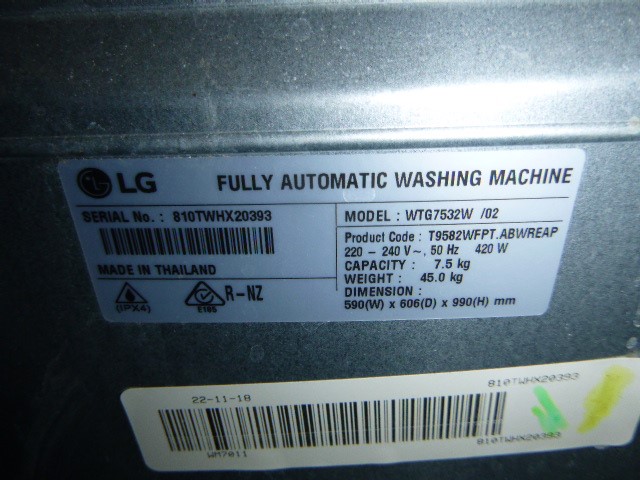 LG FULLY AUTOMATIC WASHING MACHINE
SERIAL No. : 810TWHX20393
MODEL : WTG7532W /02
Product Code : T9582WFPT.ABWREAP
220 - 240 V~, 50 Hz 420 W
CAPACITY : 7.5 kg
WEIGHT : 45.0 kg
DIMENSION :
590(W) x 606(D) x 990(H) mm
MADE IN THAILAND
(IPX4)
R-NZ
E195
22-11-18
810TWHX20393
WM7011
810TWHX20393